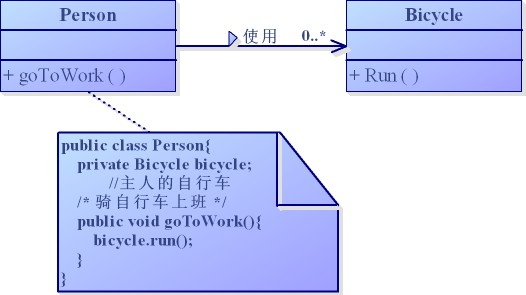 Person
Bicycle
使用 0..*
+ goToWork ( )
+ Run ( )
public class Person{
private Bicycle bicycle;
//主人的自行车
/* 骑自行车上班 */
public void goToWork(){
bicycle.run();
}
}